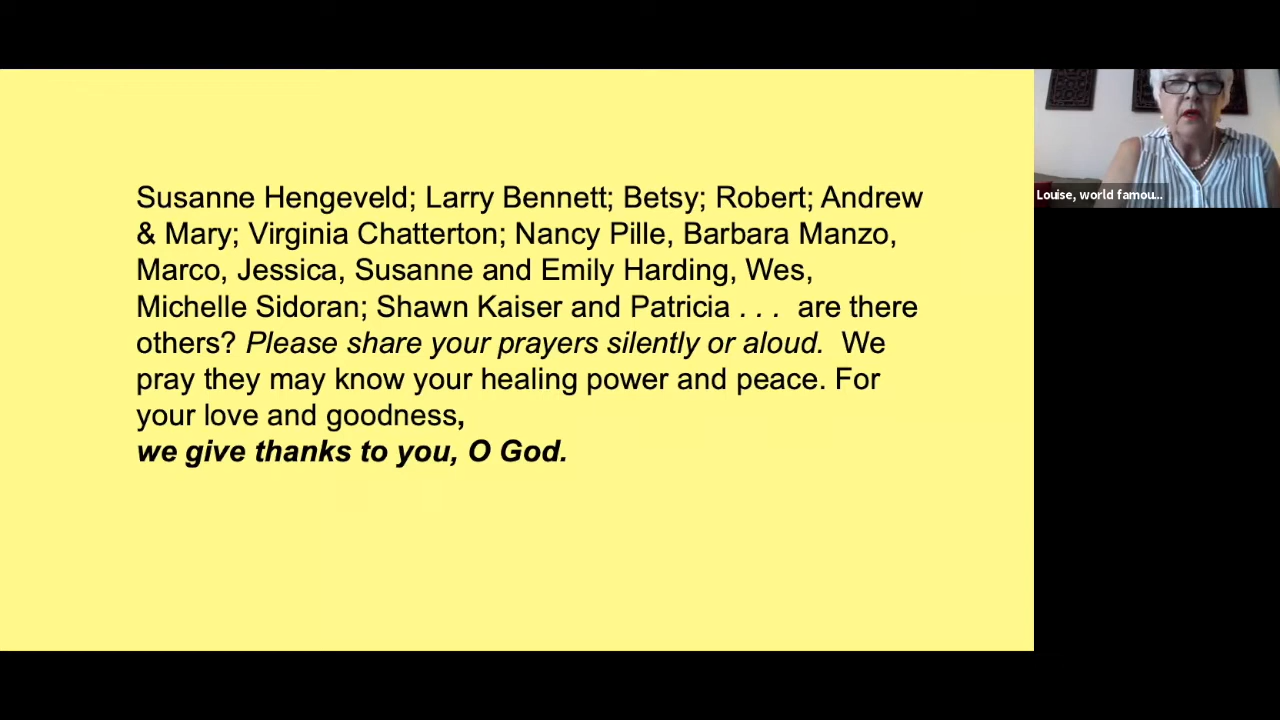 Susanne Hengeveld; Larry Bennett; Betsy; Robert; Andrew
& Mary; Virginia Chatterton; Nancy Pille, Barbara Manzo,
Marco, Jessica, Susanne and Emily Harding, Wes,
Michelle Sidoran; Shawn Kaiser and Patricia . . .  are there
others? Please share your prayers silently or aloud.  We
pray they may know your healing power and peace. For
your love and goodness,
we give thanks to you, O God.
Louise, world famou...